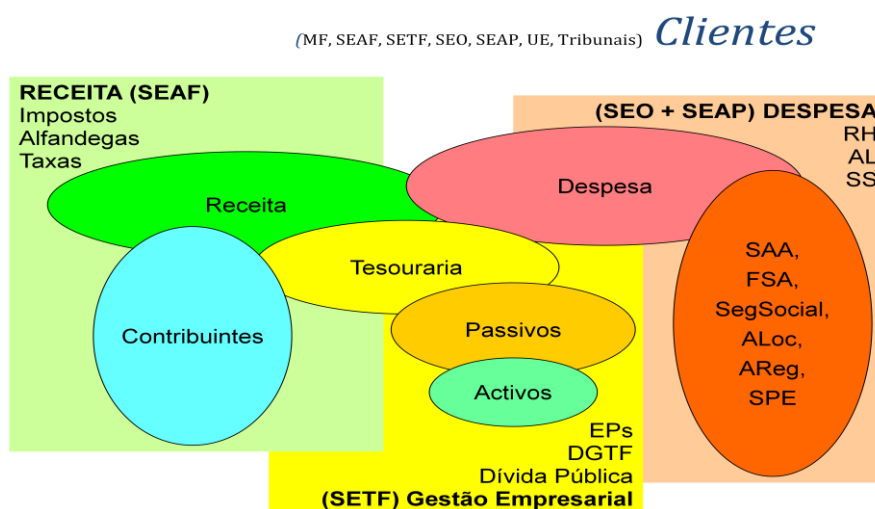 (MF, SEAF, SETF, SEO, SEAP, UE, Tribunais) Clientes
RECEITA (SEAF)
Impostos
Alfandegas
Taxas
(SEO + SEAP) DESPESA
RH
AL
SS
Receita
Despesa
Tesouraria
Contribuintes
Passivos
Activos
SAA,
FSA,
SegSocial,
ALoc,
AReg,
SPE
EPs
DGTF
Dívida Pública
(SETF) Gestão Empresarial